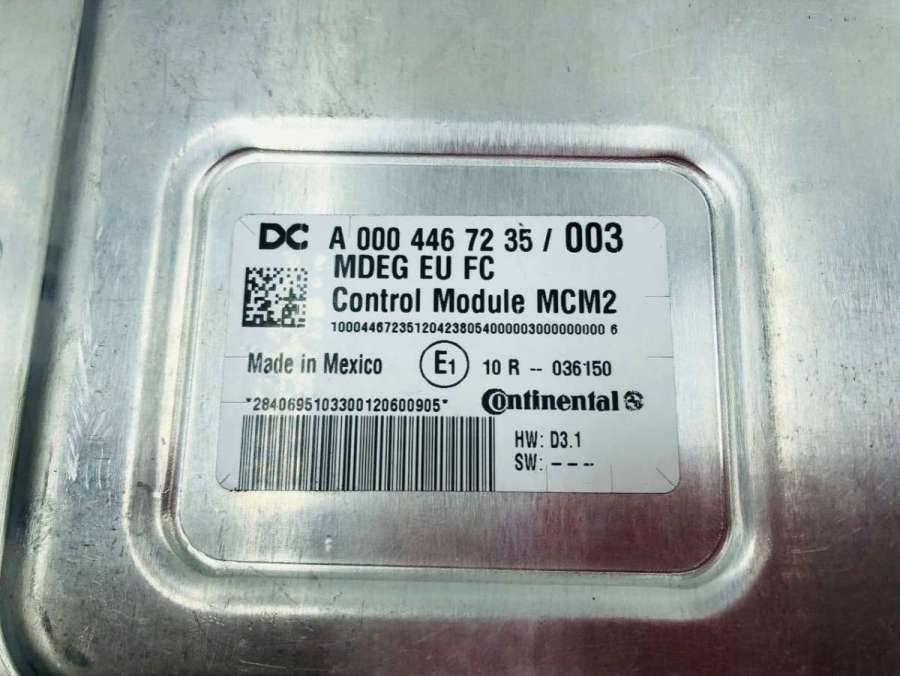 DC A 000 446 72 35 / 003
MDEG EU FC
Control Module MCM2
10004467235120423805400000300000000000 6
Made in Mexico E1 10 R -- 036150
*2840695103300120600905* Continental
HW: D3.1
SW: ---